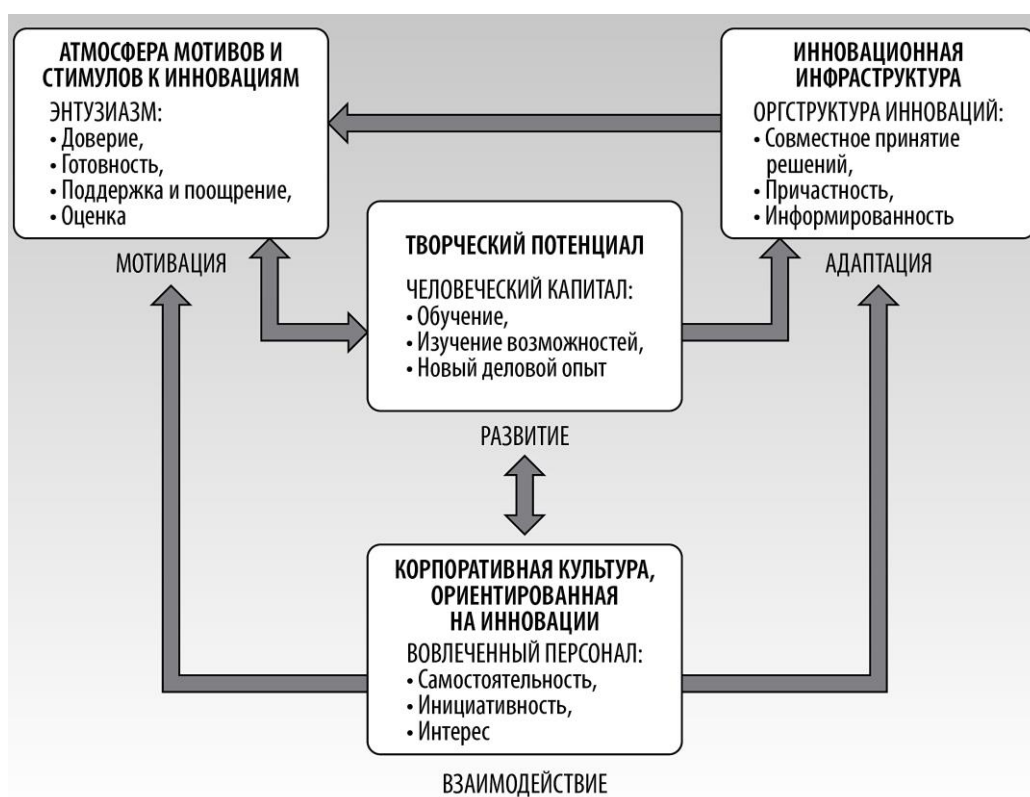 АТМОСФЕРА МОТИВОВ И
СТИМУЛОВ К ИННОВАЦИЯМ
ЭНТУЗИАЗМ:
• Доверие,
• Готовность,
• Поддержка и поощрение,
• Оценка
МОТИВАЦИЯ
ИННОВАЦИОННАЯ
ИНФРАСТРУКТУРА
ОРГСТРУКТУРА ИННОВАЦИЙ:
• Совместное принятие
решений,
• Причастность,
• Информированность
АДАПТАЦИЯ
ТВОРЧЕСКИЙ ПОТЕНЦИАЛ
ЧЕЛОВЕЧЕСКИЙ КАПИТАЛ:
• Обучение,
• Изучение возможностей,
• Новый деловой опыт
РАЗВИТИЕ
КОРПОРАТИВНАЯ КУЛЬТУРА,
ОРИЕНТИРОВАННАЯ
НА ИННОВАЦИИ
ВОВЛЕЧЕННЫЙ ПЕРСОНАЛ:
• Самостоятельность,
• Инициативность,
• Интерес
ВЗАИМОДЕЙСТВИЕ